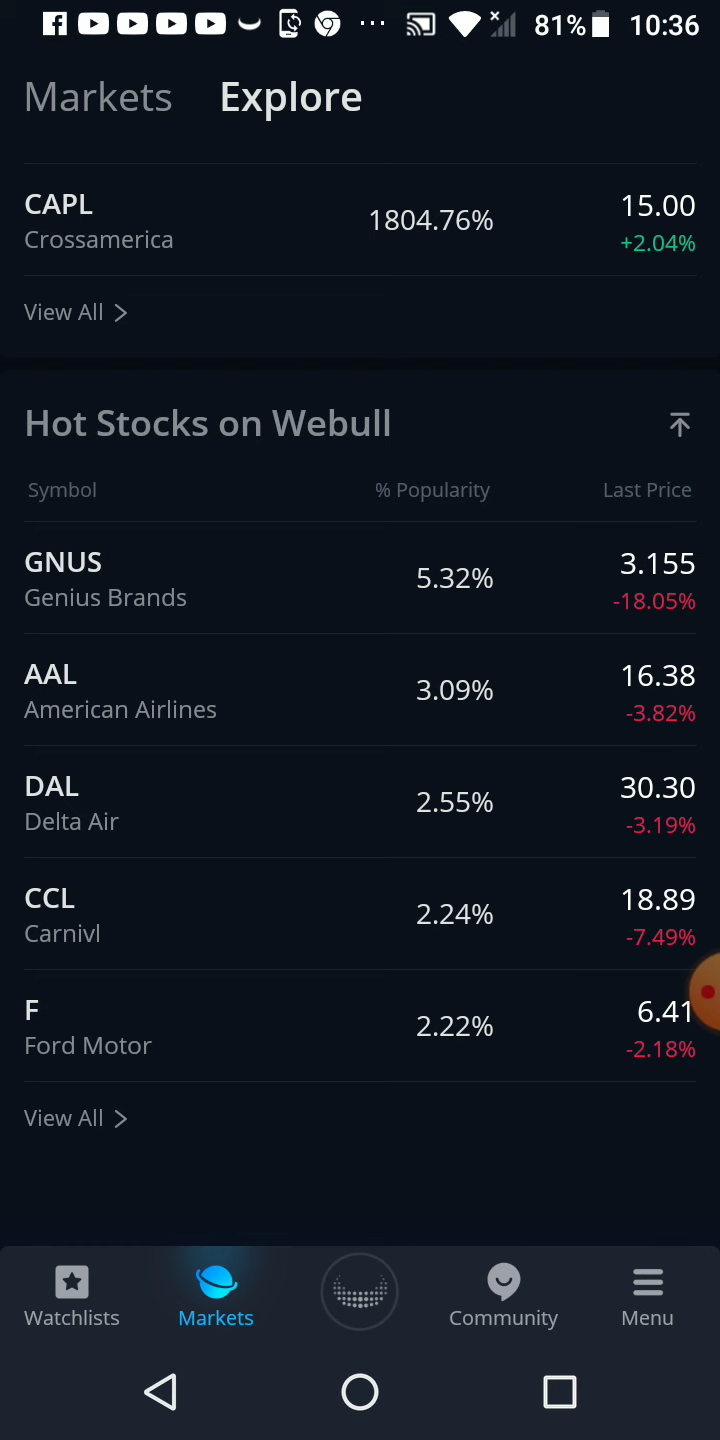 81% 10:36
Markets Explore
CAPL 1804.76% 15.00
Crossamerica +2.04%
View All
Hot Stocks on Webull
Symbol % Popularity Last Price
GNUS 5.32% 3.155
Genius Brands -18.05%
AAL 3.09% 16.38
American Airlines -3.82%
DAL 2.55% 30.30
Delta Air -3.19%
CCL 2.24% 18.89
Carnivl -7.49%
F 2.22% 6.41
Ford Motor -2.18%
View All
Watchlists Markets Community Menu